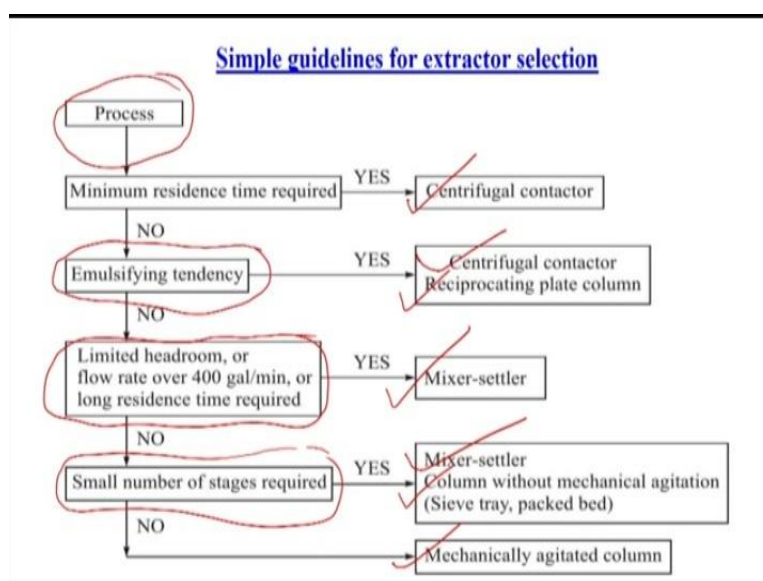 Simple guidelines for extractor selection
Process
Minimum residence time required
YES
Centrifugal contactor
NO
Emulsifying tendency
YES
Centrifugal contactor
Reciprocating plate column
NO
Limited headroom, or
flow rate over 400 gal/min, or
long residence time required
YES
Mixer-settler
NO
Small number of stages required
YES
Mixer-settler
Column without mechanical agitation
(Sieve tray, packed bed)
NO
Mechanically agitated column